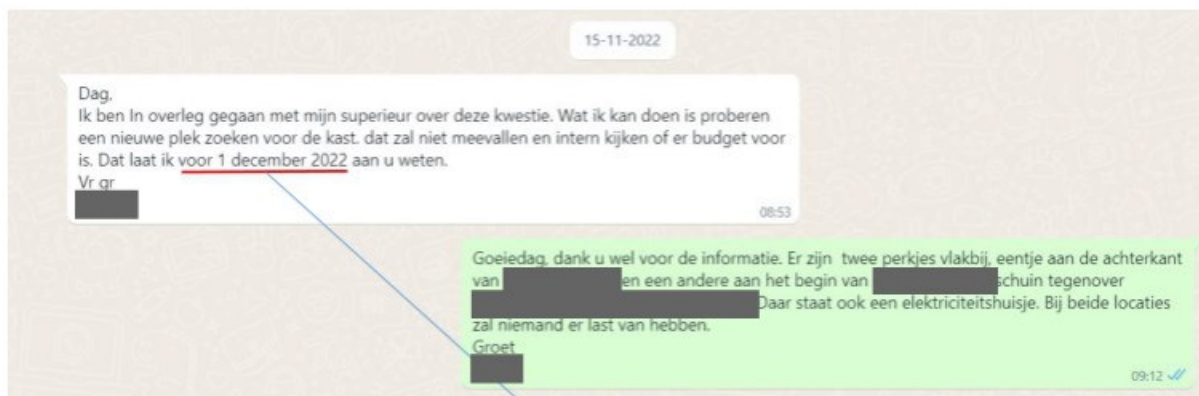 15-11-2022
Dag,
Ik ben In overleg gegaan met mijn superieur over deze kwestie. Wat ik kan doen is proberen
een nieuwe plek zoeken voor de kast. dat zal niet meevallen en intern kijken of er budget voor
is. Dat laat ik voor 1 december 2022 aan u weten.
Vr gr
08:53
Goeiedag, dank u wel voor de informatie. Er zijn twee perkjes vlakbij, eentje aan de achterkant
van en een andere aan het begin van schuin tegenover
Daar staat ook een elektriciteitshuisje. Bij beide locaties
zal niemand er last van hebben.
Groet
09:12